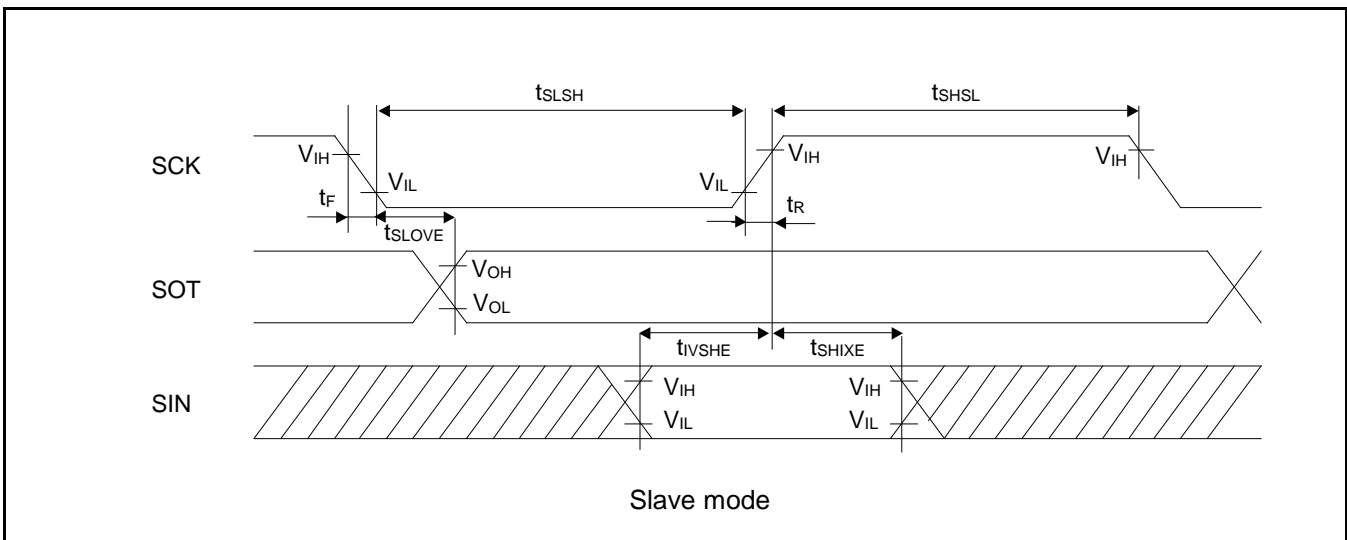 tSLSH tSHSL
SCK VIH VIL VIL VIH VIH
tF tSLOVE tR
SOT VOH VOL
tIVSHE tSHIXE
SIN VIH VIL VIH VIL
Slave mode